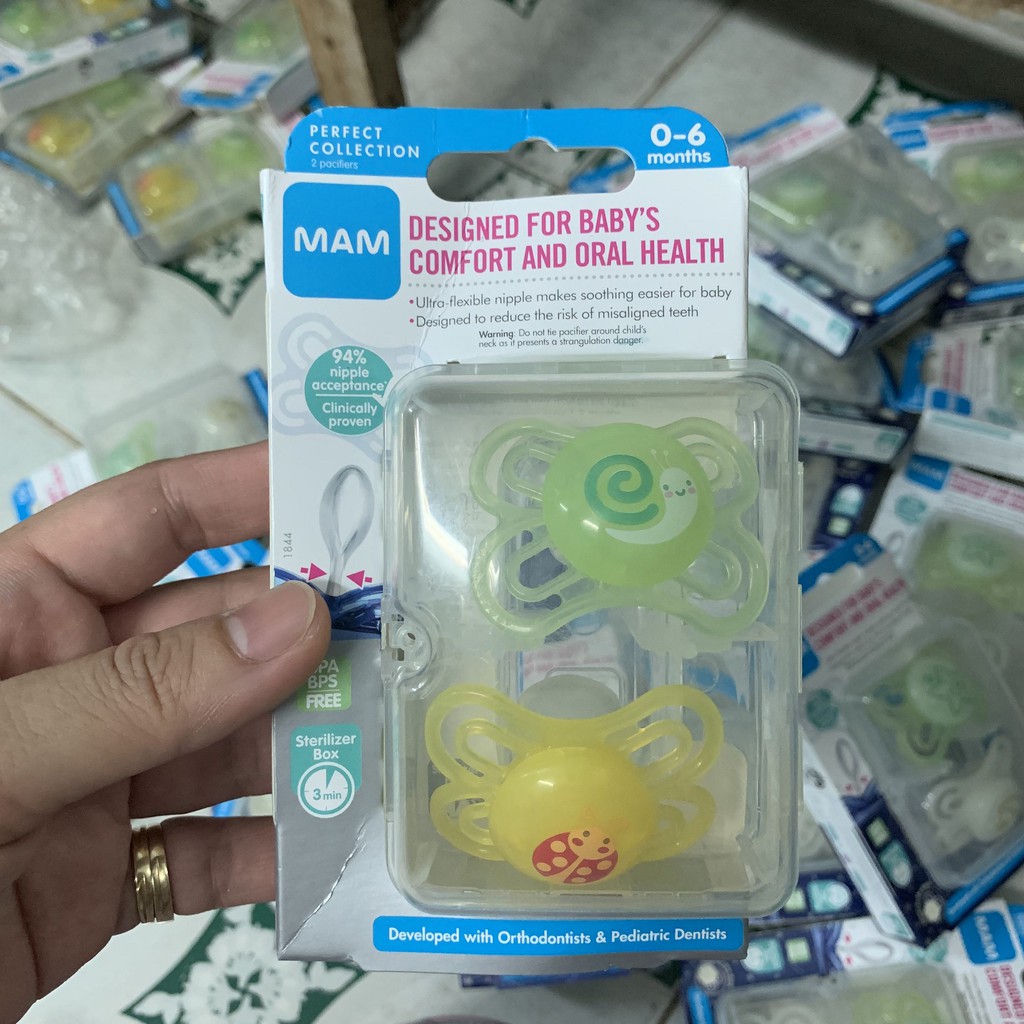 PERFECT
COLLECTION
2 pacifiers
0-6
months
MAM
DESIGNED FOR BABY'S
COMFORT AND ORAL HEALTH
•Ultra-flexible nipple makes soothing easier for baby
•Designed to reduce the risk of misaligned teeth
Warning: Do not tie pacifier around child's
neck as it presents a strangulation danger.
94%
nipple
acceptance*
Clinically
proven
1844
BPS
FREE
Sterilizer
Box
3 min
Developed with Orthodontists & Pediatric Dentists
MAM
MAM